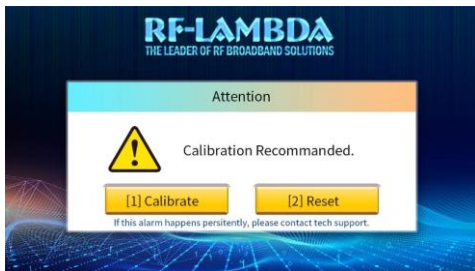 RF-LAMBDA
THE LEADER OF RF BROADBAND SOLUTIONS
Attention
Calibration Recommanded.
[1] Calibrate
[2] Reset
If this alarm happens persitently, please contact tech support.